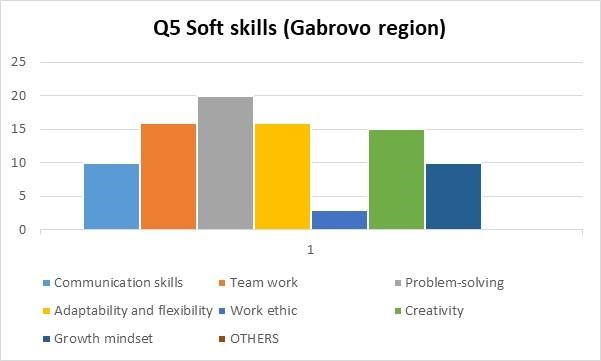 Q5 Soft skills (Gabrovo region)
25
20
15
10
5
0
1
Communication skills Team work Problem-solving
Adaptability and flexibility Work ethic Creativity
Growth mindset OTHERS